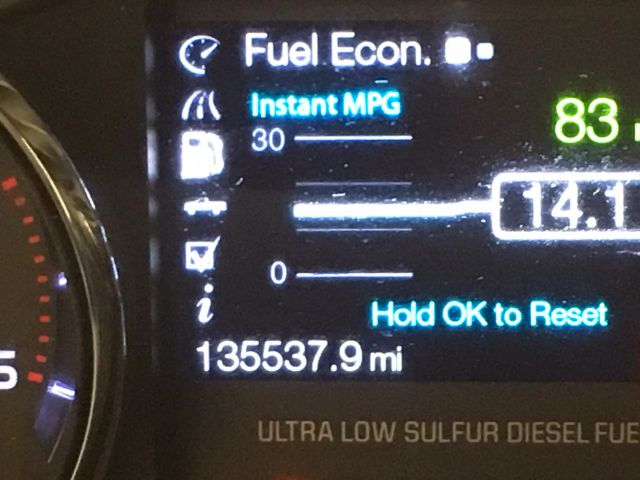 Fuel Econ.
Instant MPG
30
83
14.1
0
Hold OK to Reset
135537.9 mi
5
ULTRA LOW SULFUR DIESEL FUE